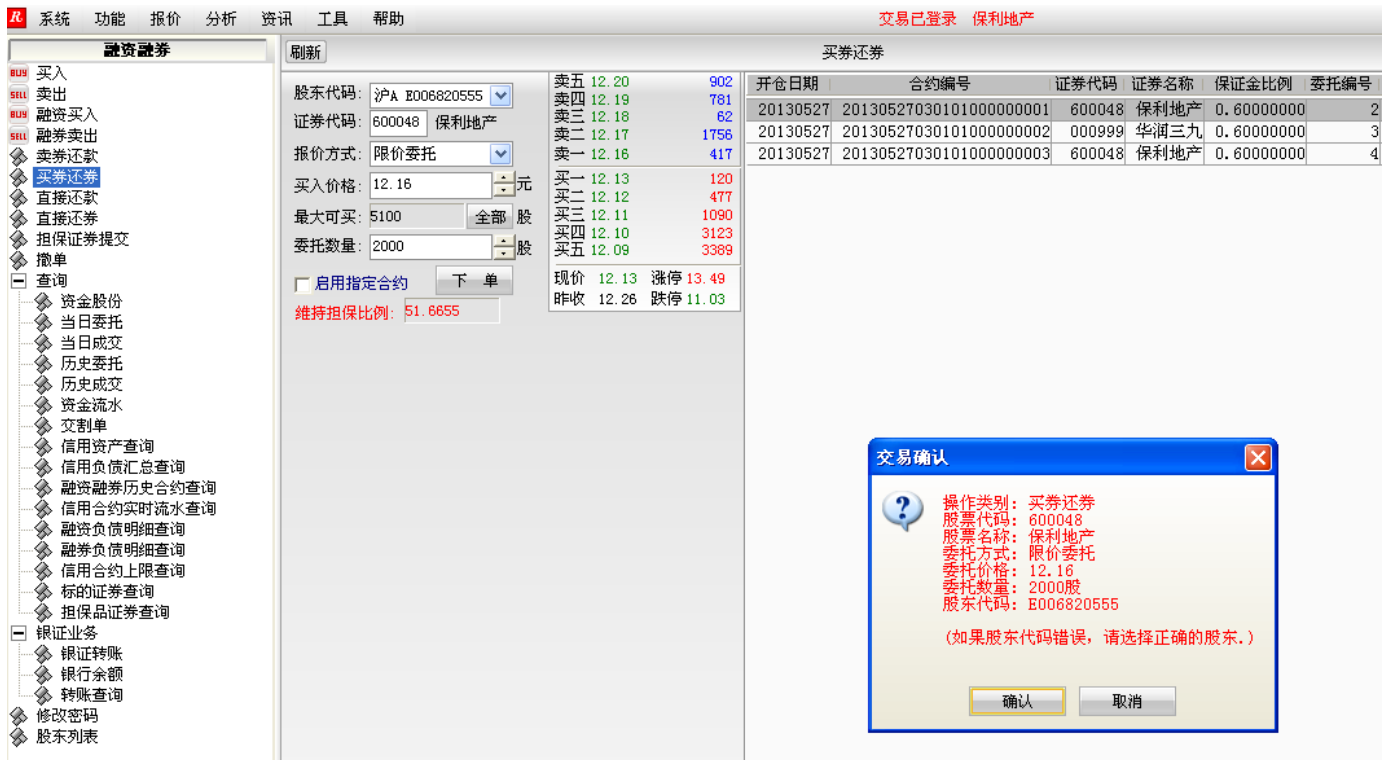 R 系统 功能 报价 分析 资讯 工具 帮助 交易已登录 保利地产
融资融券
BUY 买入
SELL 卖出
BUY 融资买入
SELL 融券卖出
卖券还款
买券还券
直接还款
直接还券
担保证券提交
撤单
查询
资金股份
当日委托
当日成交
历史委托
历史成交
资金流水
交割单
信用资产查询
信用负债汇总查询
融资融券历史合约查询
信用合约实时流水查询
融资负债明细查询
融券负债明细查询
信用合约上限查询
标的证券查询
担保品证券查询
银证业务
银证转账
银行余额
转账查询
修改密码
股东列表
刷新 买券还券
股东代码: 沪A E006820555
证券代码: 600048 保利地产
报价方式: 限价委托
买入价格: 12.16 元
最大可买: 5100 全部 股
委托数量: 2000 股
启用指定合约 下 单
维持担保比例: 51.6655
卖五 12.20 902
卖四 12.19 781
卖三 12.18 62
卖二 12.17 1756
卖一 12.16 417
买一 12.13 120
买二 12.12 477
买三 12.11 1090
买四 12.10 3123
买五 12.09 3389
现价 12.13 涨停 13.49
昨收 12.26 跌停 11.03
开仓日期 合约编号 证券代码 证券名称 保证金比例 委托编号
20130527 20130527030101000000001 600048 保利地产 0.60000000 2
20130527 20130527030101000000002 000999 华润三九 0.60000000 3
20130527 20130527030101000000003 600048 保利地产 0.60000000 4
交易确认
操作类别: 买券还券
股票代码: 600048
股票名称: 保利地产
委托方式: 限价委托
委托价格: 12.16
委托数量: 2000股
股东代码: E006820555
(如果股东代码错误，请选择正确的股东.)
确认 取消